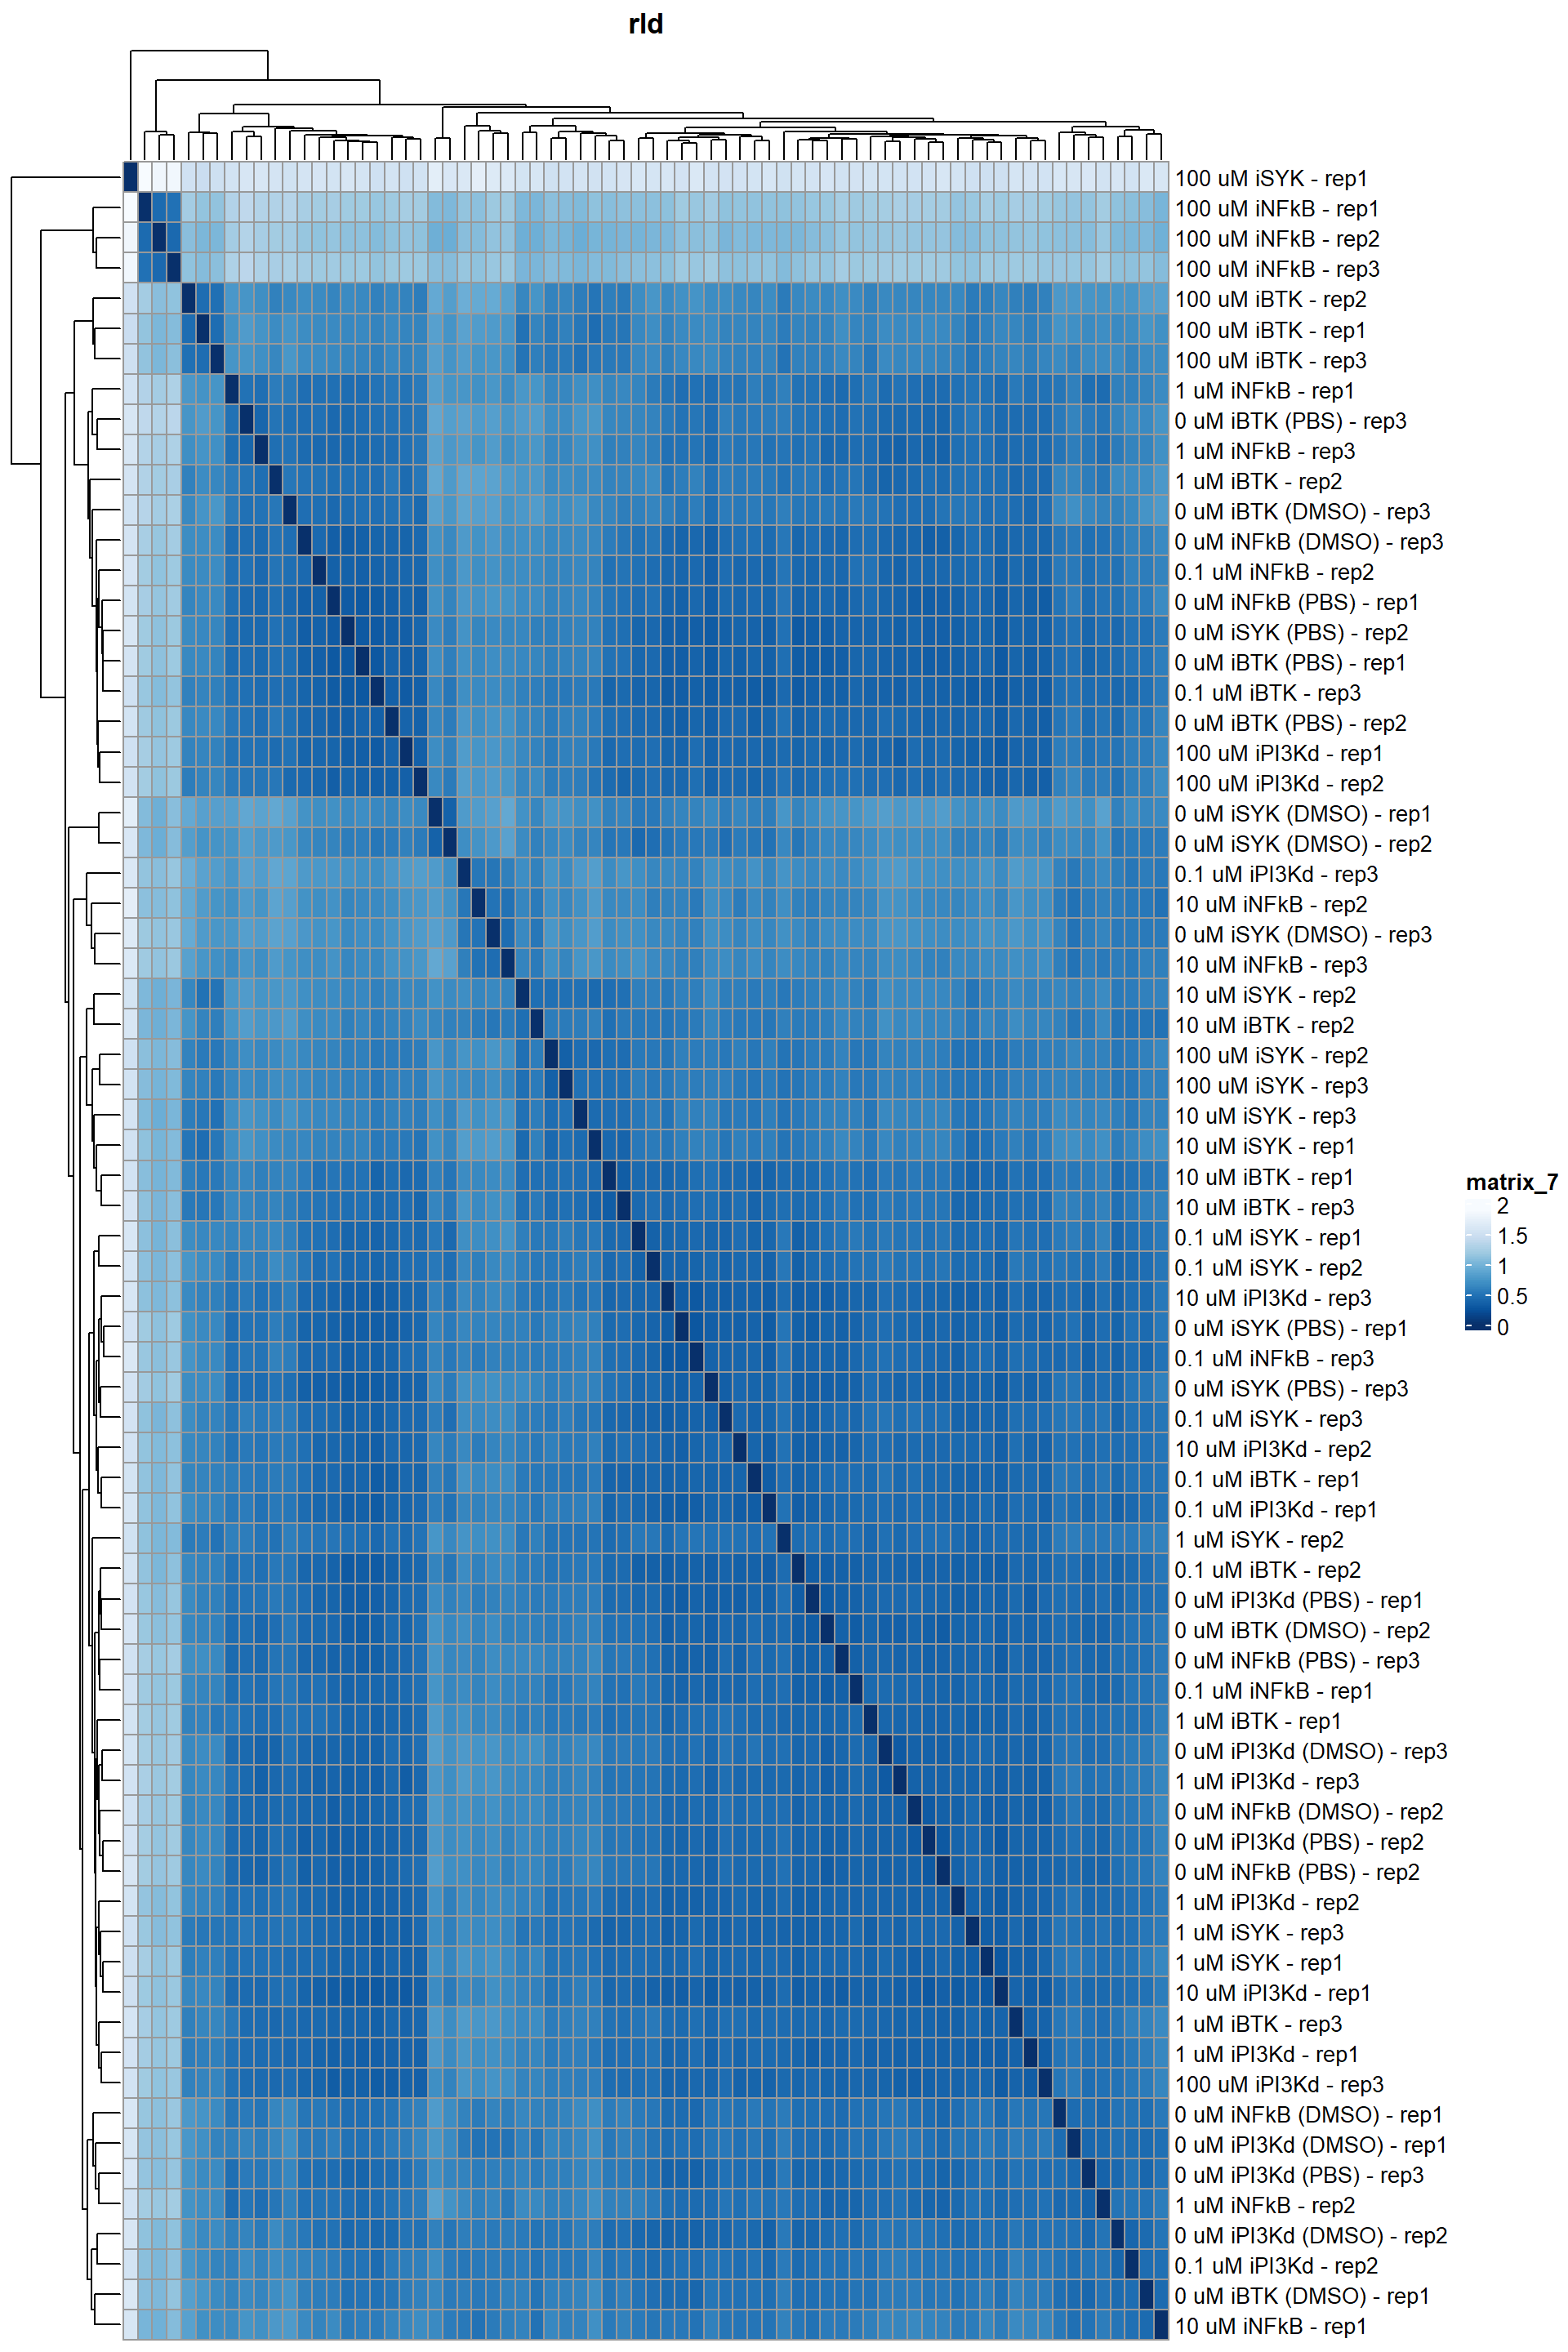 rld
100 uM iSYK - rep1
100 uM iNFkB - rep1
100 uM iNFkB - rep2
100 uM iNFkB - rep3
100 uM iBTK - rep2
100 uM iBTK - rep1
100 uM iBTK - rep3
1 uM iNFkB - rep1
0 uM iBTK (PBS) - rep3
1 uM iNFkB - rep3
1 uM iBTK - rep2
0 uM iBTK (DMSO) - rep3
0 uM iNFkB (DMSO) - rep3
0.1 uM iNFkB - rep2
0 uM iNFkB (PBS) - rep1
0 uM iSYK (PBS) - rep2
0 uM iBTK (PBS) - rep1
0.1 uM iBTK - rep3
0 uM iBTK (PBS) - rep2
100 uM iPI3Kd - rep1
100 uM iPI3Kd - rep2
0 uM iSYK (DMSO) - rep1
0 uM iSYK (DMSO) - rep2
0.1 uM iPI3Kd - rep3
10 uM iNFkB - rep2
0 uM iSYK (DMSO) - rep3
10 uM iNFkB - rep3
10 uM iSYK - rep2
10 uM iBTK - rep2
100 uM iSYK - rep2
100 uM iSYK - rep3
10 uM iSYK - rep3
10 uM iSYK - rep1
10 uM iBTK - rep1
10 uM iBTK - rep3
0.1 uM iSYK - rep1
0.1 uM iSYK - rep2
10 uM iPI3Kd - rep3
0 uM iSYK (PBS) - rep1
0.1 uM iNFkB - rep3
0 uM iSYK (PBS) - rep3
0.1 uM iSYK - rep3
10 uM iPI3Kd - rep2
0.1 uM iBTK - rep1
0.1 uM iPI3Kd - rep1
1 uM iSYK - rep2
0.1 uM iBTK - rep2
0 uM iPI3Kd (PBS) - rep1
0 uM iBTK (DMSO) - rep2
0 uM iNFkB (PBS) - rep3
0.1 uM iNFkB - rep1
1 uM iBTK - rep1
0 uM iPI3Kd (DMSO) - rep3
1 uM iPI3Kd - rep3
0 uM iNFkB (DMSO) - rep2
0 uM iPI3Kd (PBS) - rep2
0 uM iNFkB (PBS) - rep2
1 uM iPI3Kd - rep2
1 uM iSYK - rep3
1 uM iSYK - rep1
10 uM iPI3Kd - rep1
1 uM iBTK - rep3
1 uM iPI3Kd - rep1
100 uM iPI3Kd - rep3
0 uM iNFkB (DMSO) - rep1
0 uM iPI3Kd (DMSO) - rep1
0 uM iPI3Kd (PBS) - rep3
1 uM iNFkB - rep2
0 uM iPI3Kd (DMSO) - rep2
0.1 uM iPI3Kd - rep2
0 uM iBTK (DMSO) - rep1
10 uM iNFkB - rep1
matrix_7
2
1.5
1
0.5
0